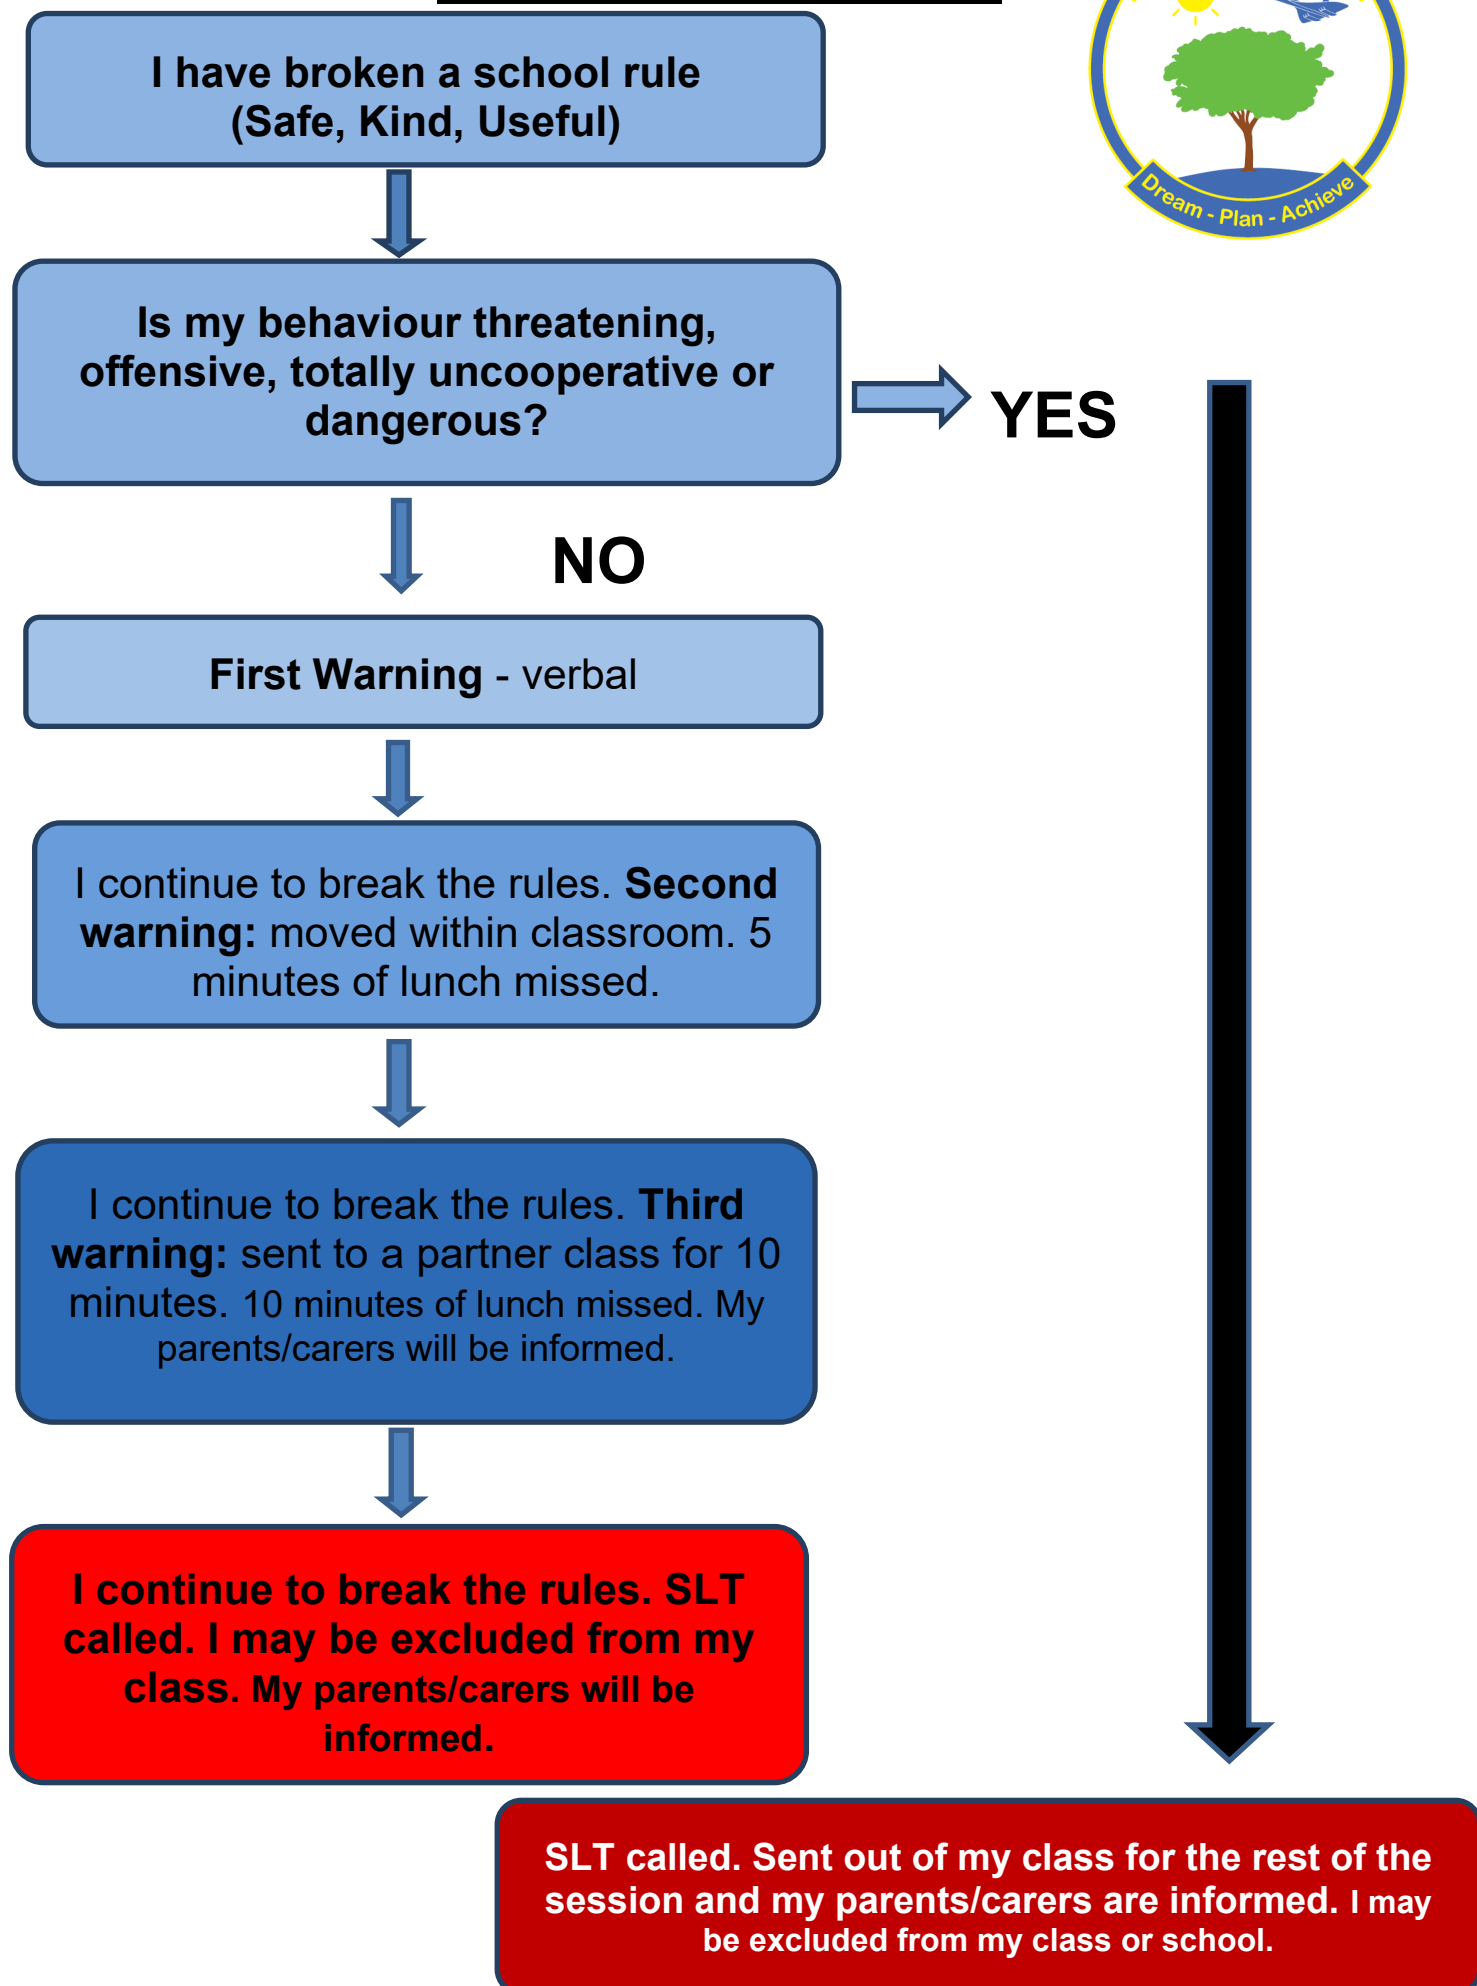 I have broken a school rule
(Safe, Kind, Useful)
Dream - Plan - Achieve
Is my behaviour threatening,
offensive, totally uncooperative or
dangerous?
YES
NO
First Warning - verbal
I continue to break the rules. Second
warning: moved within classroom. 5
minutes of lunch missed.
I continue to break the rules. Third
warning: sent to a partner class for 10
minutes. 10 minutes of lunch missed. My
parents/carers will be informed.
I continue to break the rules. SLT
called. I may be excluded from my
class. My parents/carers will be
informed.
SLT called. Sent out of my class for the rest of the
session and my parents/carers are informed. I may
be excluded from my class or school.